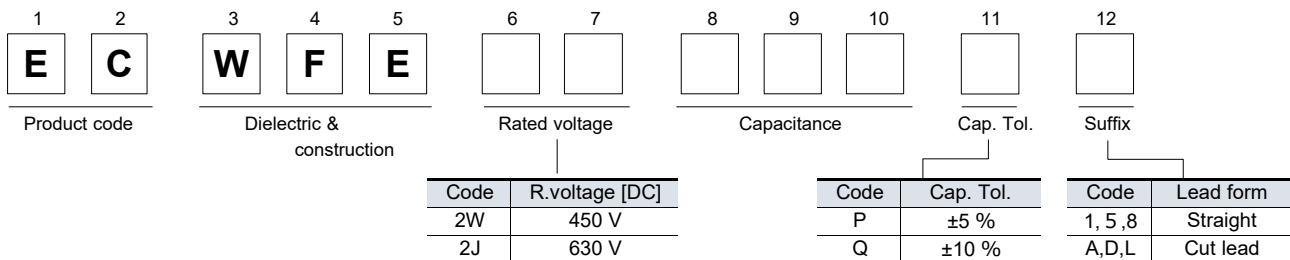 1 2 3 4 5 6 7 8 9 10 11 12
E C W F E
Product code Dielectric & construction Rated voltage Capacitance Cap. Tol. Suffix
Code R.voltage [DC] Code Cap. Tol. Code Lead form
2W 450 V P ±5 % 1, 5 ,8 Straight
2J 630 V Q ±10 % A,D,L Cut lead